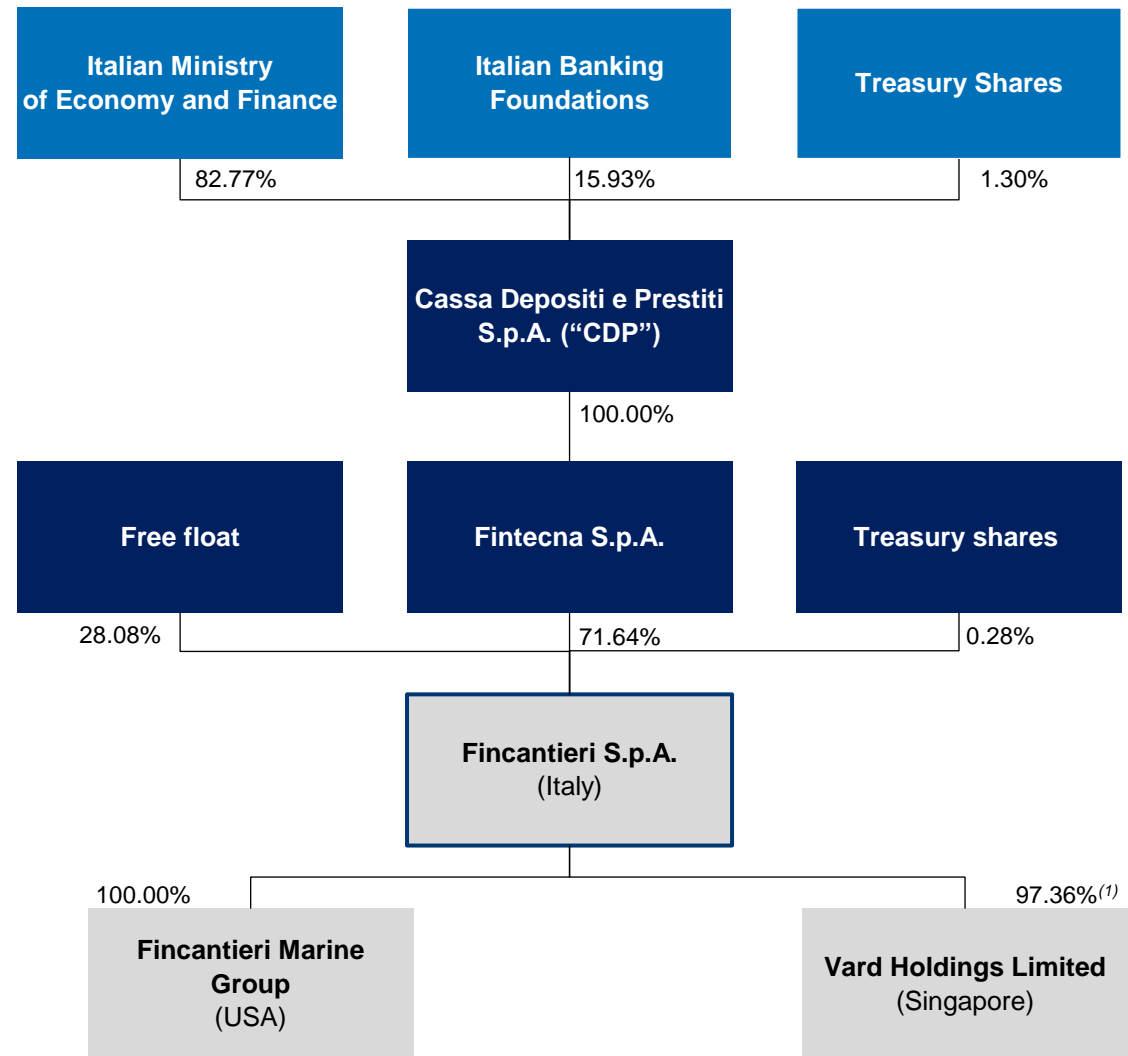 Italian Ministry
of Economy and Finance
Italian Banking
Foundations
Treasury Shares
82.77%
15.93%
1.30%
Cassa Depositi e Prestiti
S.p.A. (“CDP”)
100.00%
Free float
Fintecna S.p.A.
Treasury shares
28.08%
71.64%
0.28%
Fincantieri S.p.A.
(Italy)
100.00%
97.36%(1)
Fincantieri Marine
Group
(USA)
Vard Holdings Limited
(Singapore)